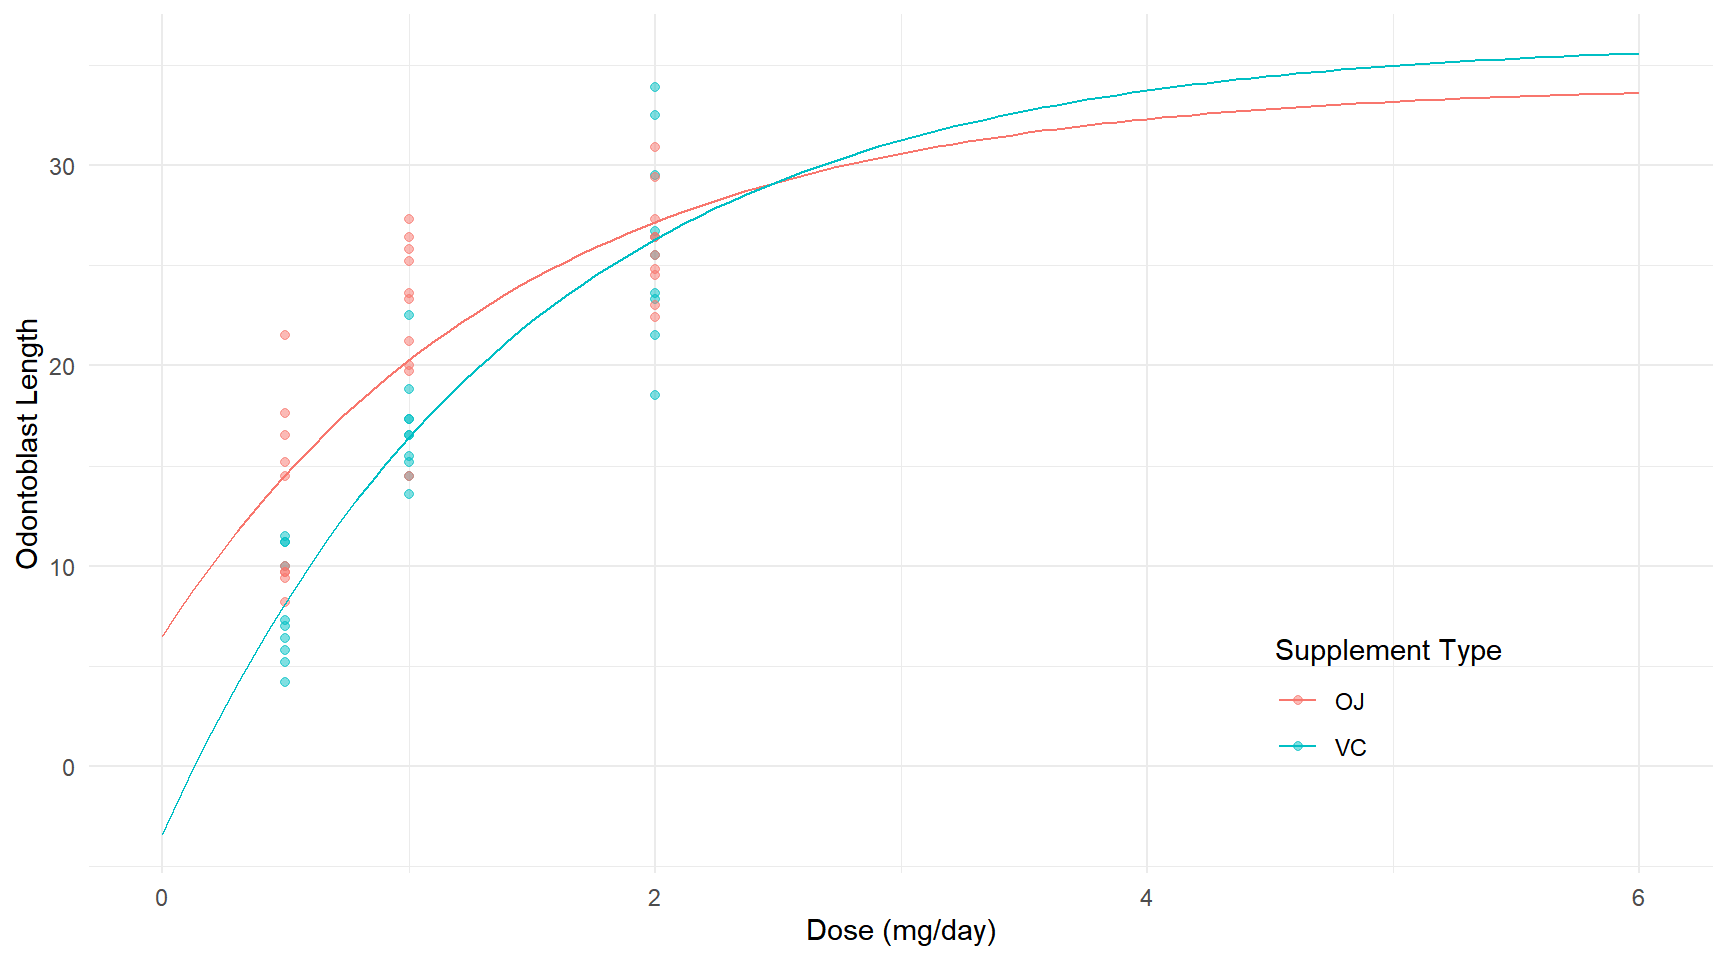 Odontoblast Length
30
20
10
0
Supplement Type
OJ
VC
0 2 4 6
Dose (mg/day)